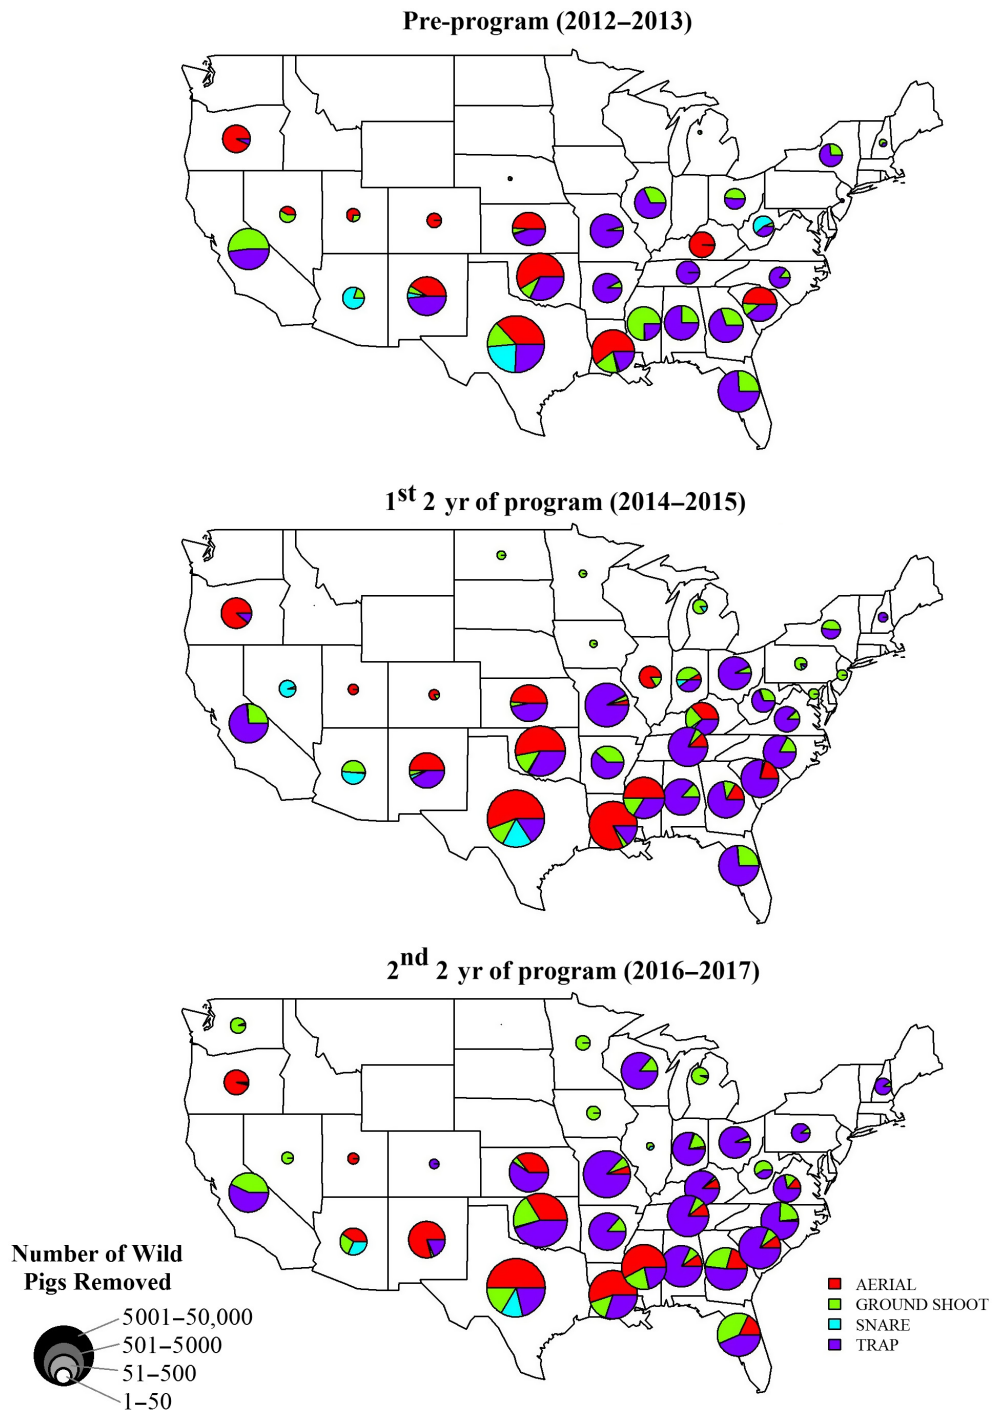 Pre-program (2012–2013)
1st 2 yr of program (2014–2015)
2nd 2 yr of program (2016–2017)
Number of Wild
Pigs Removed
5001–50,000
501–5000
51–500
1–50
AERIAL
GROUND SHOOT
SNARE
TRAP